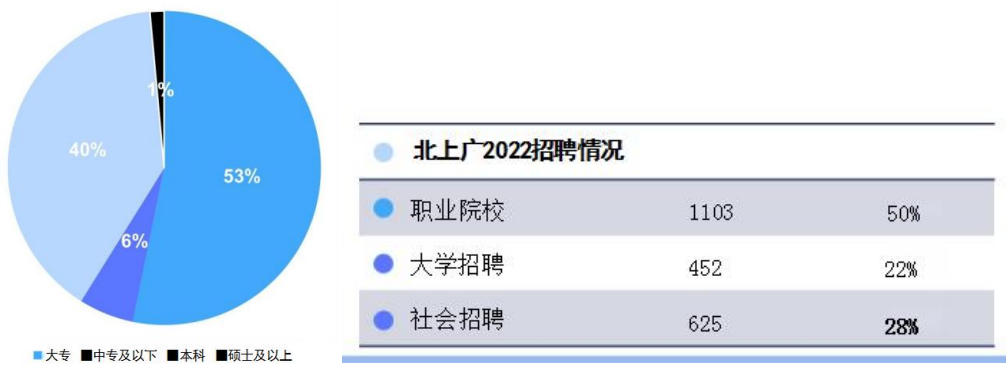 1%
40%
53%
6%
■大专 ■中专及以下 ■本科 ■硕士及以上
北上广2022招聘情况
职业院校 1103 50%
大学招聘 452 22%
社会招聘 625 28%